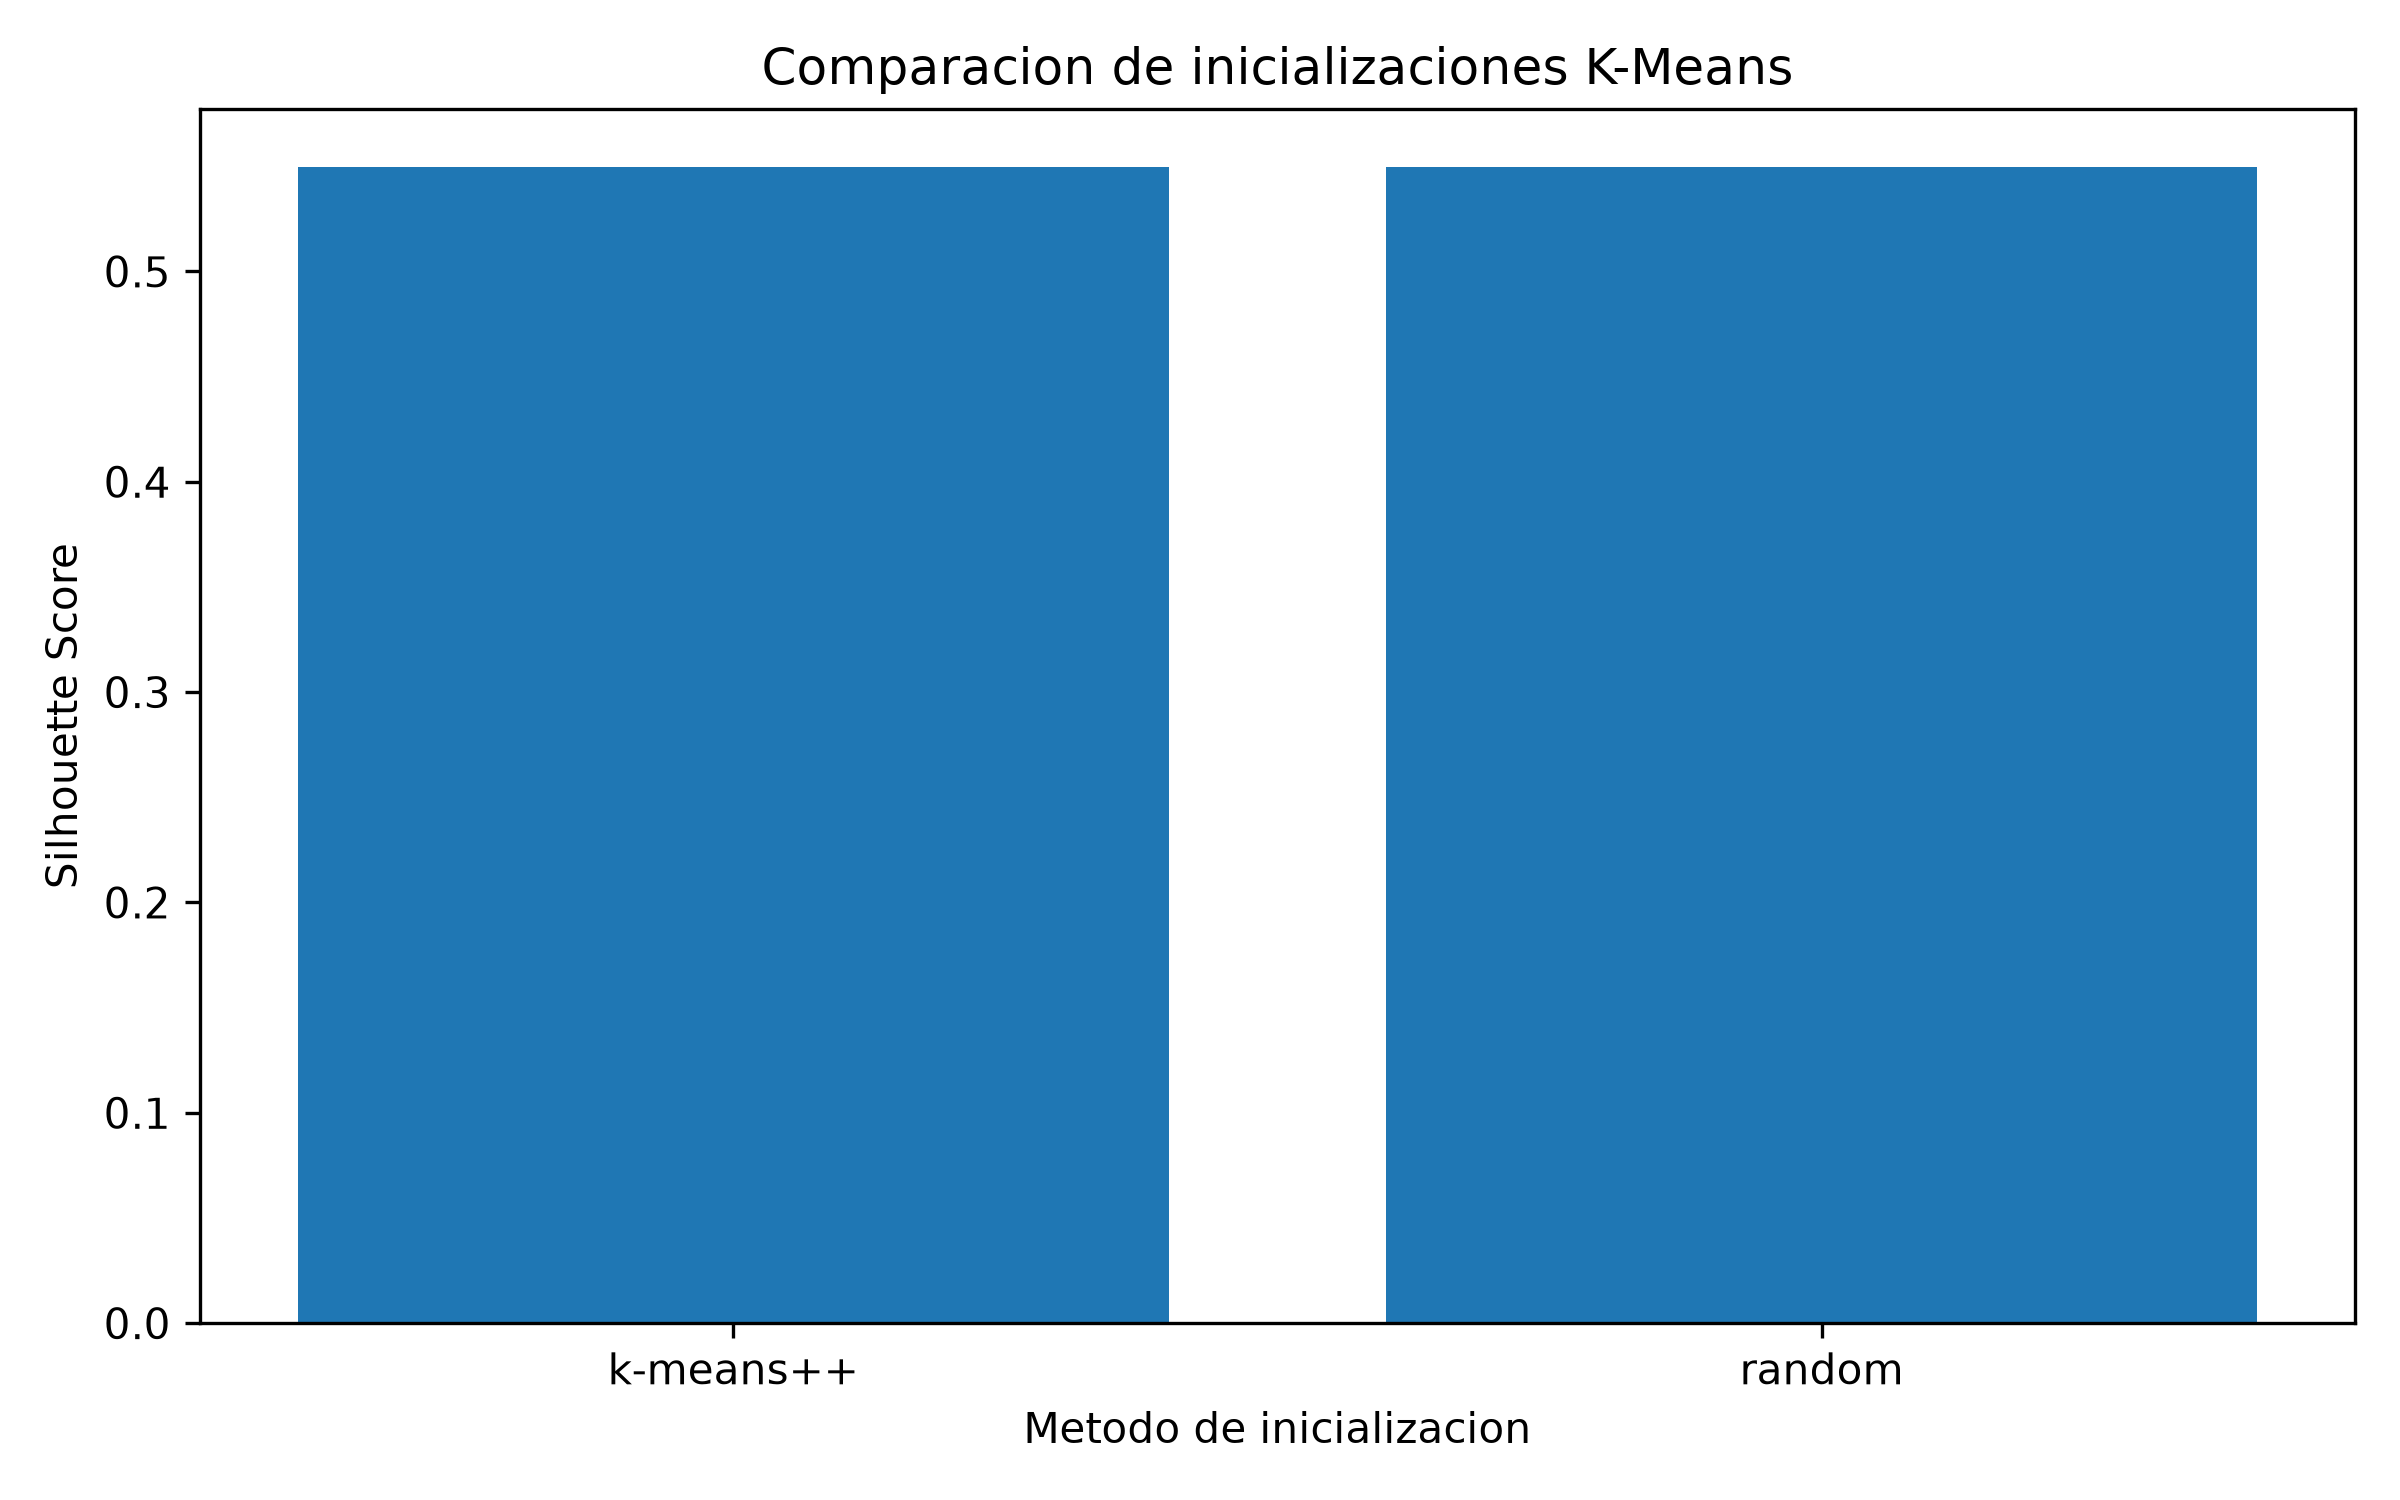 Comparacion de inicializaciones K-Means
Silhouette Score
0.5
0.4
0.3
0.2
0.1
0.0
k-means++
random
Metodo de inicializacion